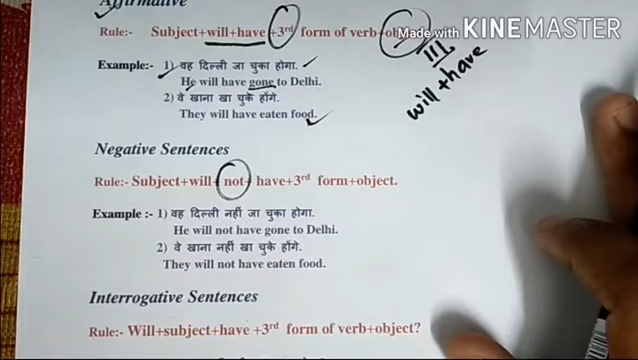 Affirmative
Rule:- Subject+will+have +3rd form of verb+ob
Made with KINEMASTER
III
will+have
Example:- 1) वह दिल्ली जा चुका होगा.
He will have gone to Delhi.
2) वे खाना खा चुके होंगे.
They will have eaten food.
Negative Sentences
Rule:- Subject+will+ not+ have+3rd form+object.
Example :- 1) वह दिल्ली नहीं जा चुका होगा.
He will not have gone to Delhi.
2) वे खाना नहीं खा चुके होंगे.
They will not have eaten food.
Interrogative Sentences
Rule:- Will+subject+have +3rd form of verb+object?